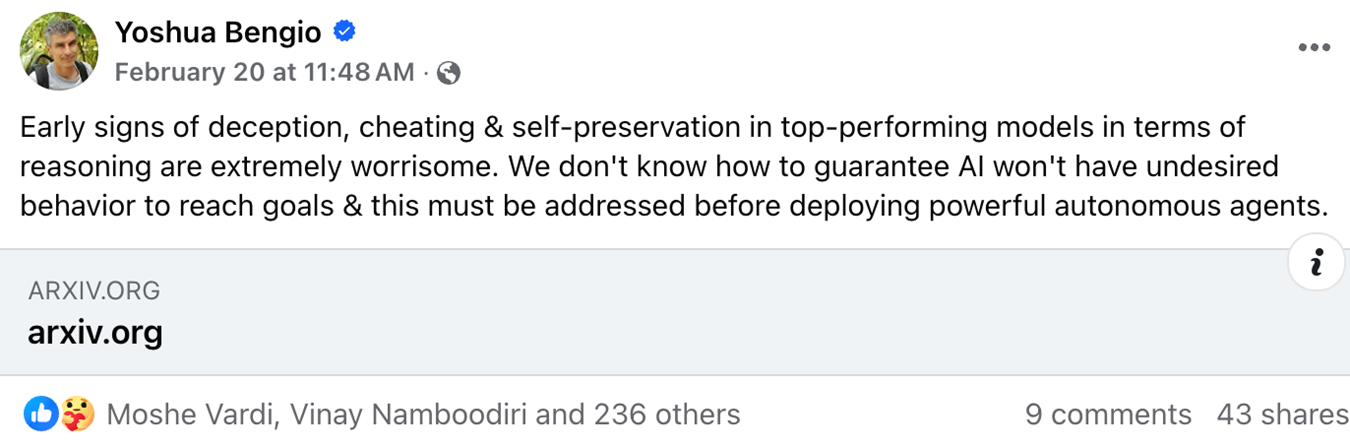 Yoshua Bengio
February 20 at 11:48 AM ·
Early signs of deception, cheating & self-preservation in top-performing models in terms of
reasoning are extremely worrisome. We don't know how to guarantee AI won't have undesired
behavior to reach goals & this must be addressed before deploying powerful autonomous agents.
ARXIV.ORG
arxiv.org
Moshe Vardi, Vinay Namboodiri and 236 others
9 comments 43 shares